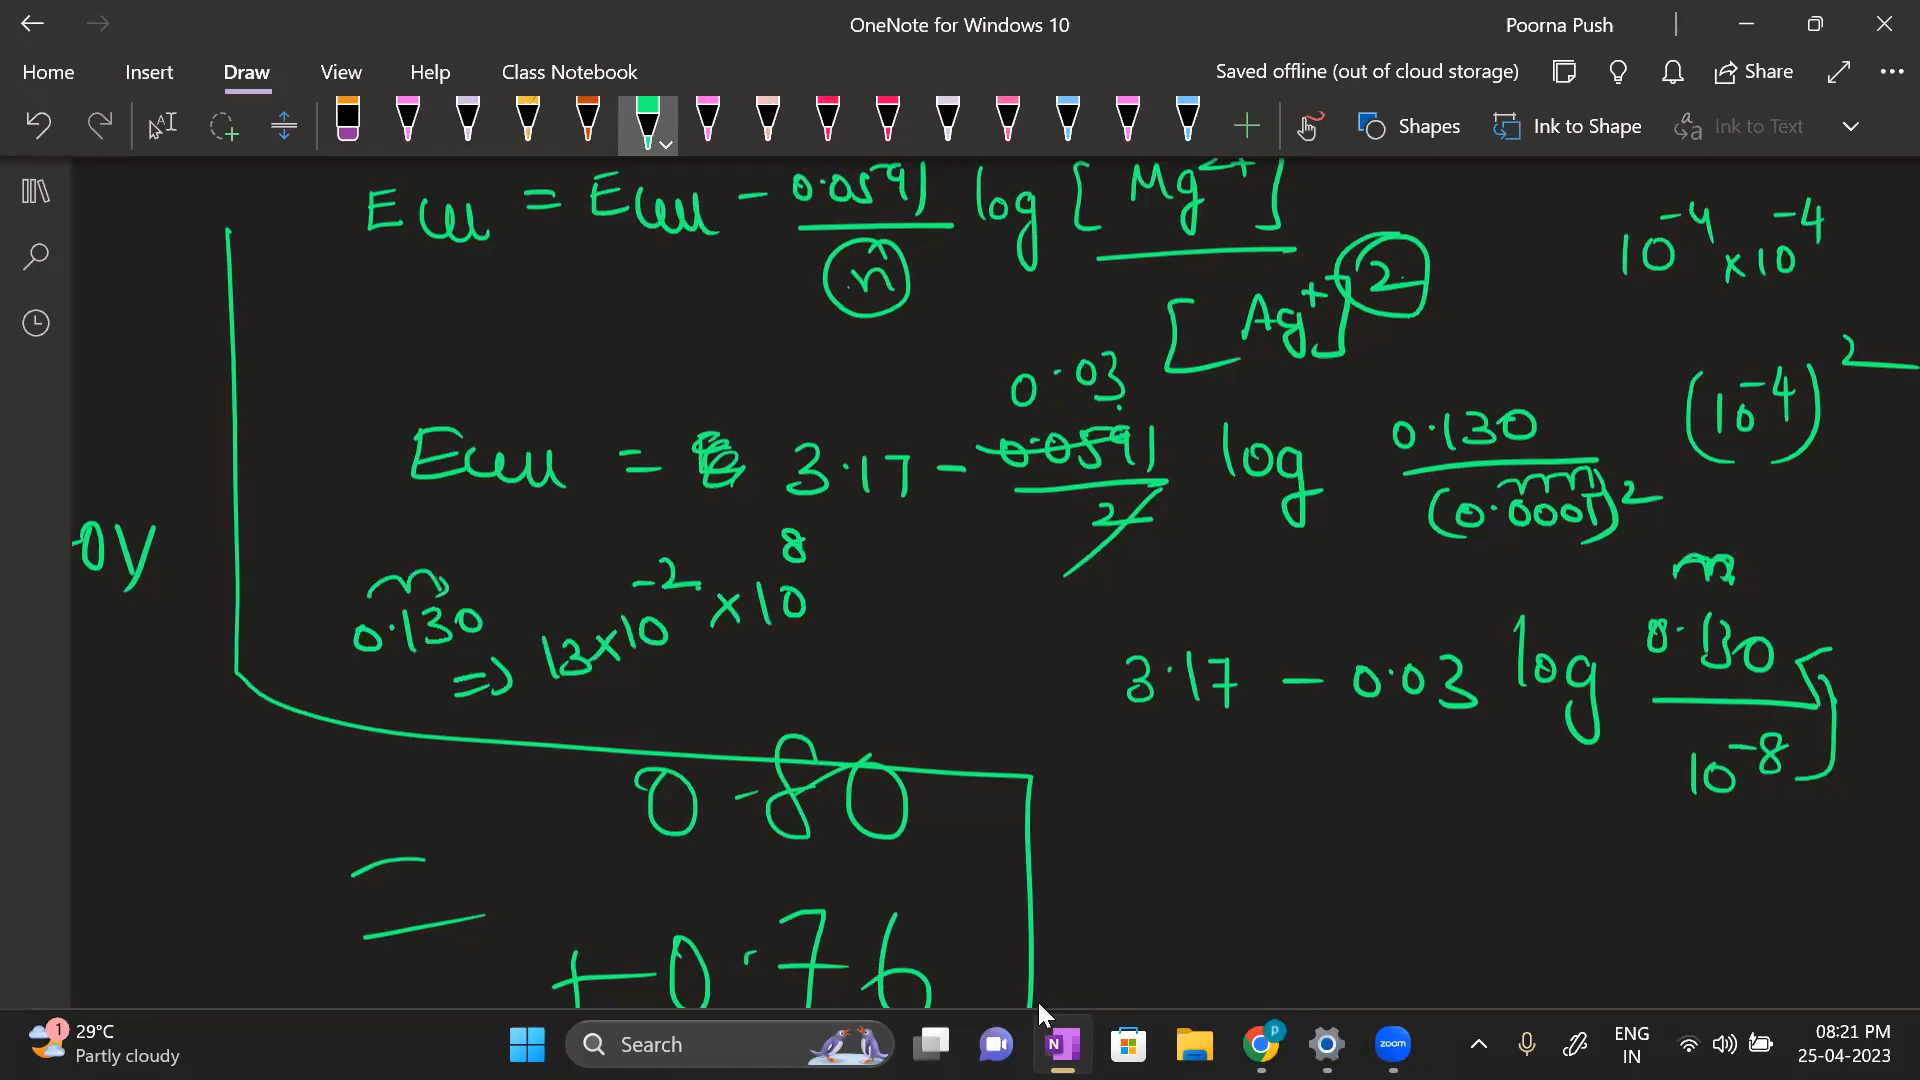 OneNote for Windows 10
Poorna Push
Home Insert Draw View Help Class Notebook
Saved offline (out of cloud storage)
Share
Shapes
Ink to Shape
Ink to Text
Ecell = Ecell - 0.0591/n log [Mg2+]/[Ag+]^2
10^-4 × 10^-4
(10^-4)^2
0.03
Ecell = 3.17 - 0.0591/2 log 0.130/(0.0001)^2
0V
0.130
=> 13×10^-2 ×10^8
3.17 - 0.03 log 0.130/10^-8
0.80
=
+0.76
1
29°C
Partly cloudy
Search
zoom
ENG
IN
08:21 PM
25-04-2023